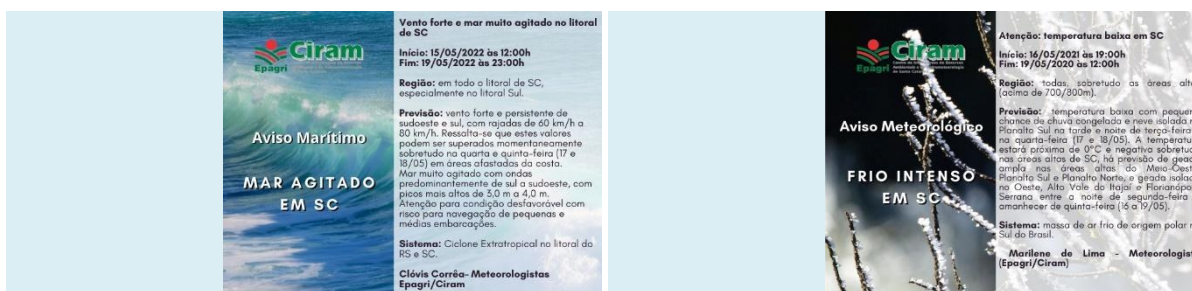 Ciram
Epagri
Aviso Marítimo
MAR AGITADO
EM SC
Vento forte e mar muito agitado no litoral
de SC
Início: 15/05/2022 às 12:00h
Fim: 19/05/2022 às 23:00h
Região: em todo o litoral de SC,
especialmente no litoral Sul.
Previsão: vento forte e persistente de
sudoeste e sul, com rajadas de 60 km/h a
80 km/h. Ressalta-se que estes valores
podem ser superados momentaneamente
sobretudo na quarta e quinta-feira (17 e
18/05) em áreas afastadas da costa.
Mar muito agitado com ondas
predominantemente de sul a sudoeste, com
picos mais altos de 3,0 m a 4,0 m.
Atenção para condição desfavorável com
risco para navegação de pequenas e
médias embarcações.
Sistema: Ciclone Extratropical no litoral do
RS e SC.
Clóvis Corrêa- Meteorologistas
Epagri/Ciram
Ciram
Epagri
Aviso Meteorológico
FRIO INTENSO
EM SC
Atenção: temperatura baixa em SC
Início: 16/05/2021 às 19:00h
Fim: 19/05/2020 às 12:00h
Região: todas, sobretudo as áreas alt
(acima de 700/800m).
Previsão: temperatura baixa com peque
chance de chuva congelada e neve isolada
Planalto Sul na tarde e noite de terça-feira
na quarta-feira (17 e 18/05). A temperatu
estará próxima de 0°C e negativa sobretud
nas áreas altas de SC, há previsão de gead
ampla nas áreas altas do Meio-Oest
Planalto Sul e Planalto Norte, e geada isolad
no Oeste, Alto Vale do Itajaí e Florianópo
Serrana entre a noite de segunda-feira
amanhecer de quinta-feira (16 a 19/05).
Sistema: massa de ar frio de origem polar
Sul do Brasil.
Marilene de Lima - Meteorologist
(Epagri/Ciram)